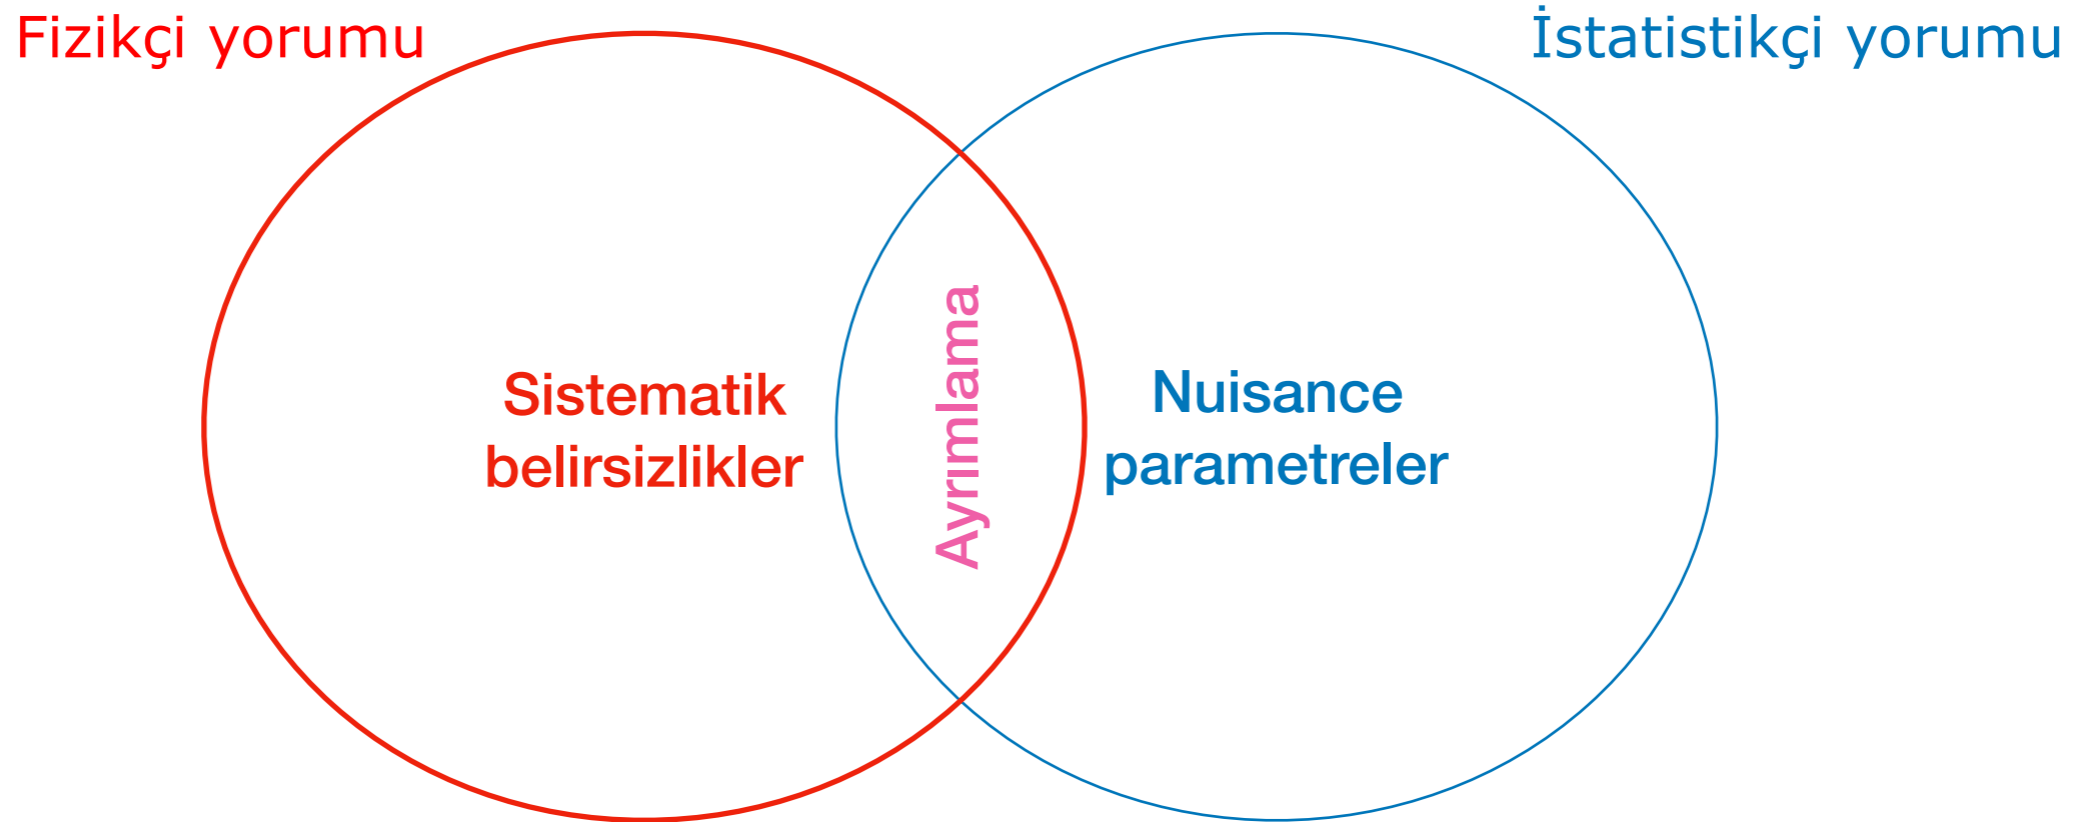 Fizikçi yorumu
İstatistikçi yorumu
Sistematik
belirsizlikler
Ayrımlama
Nuisance
parametreler